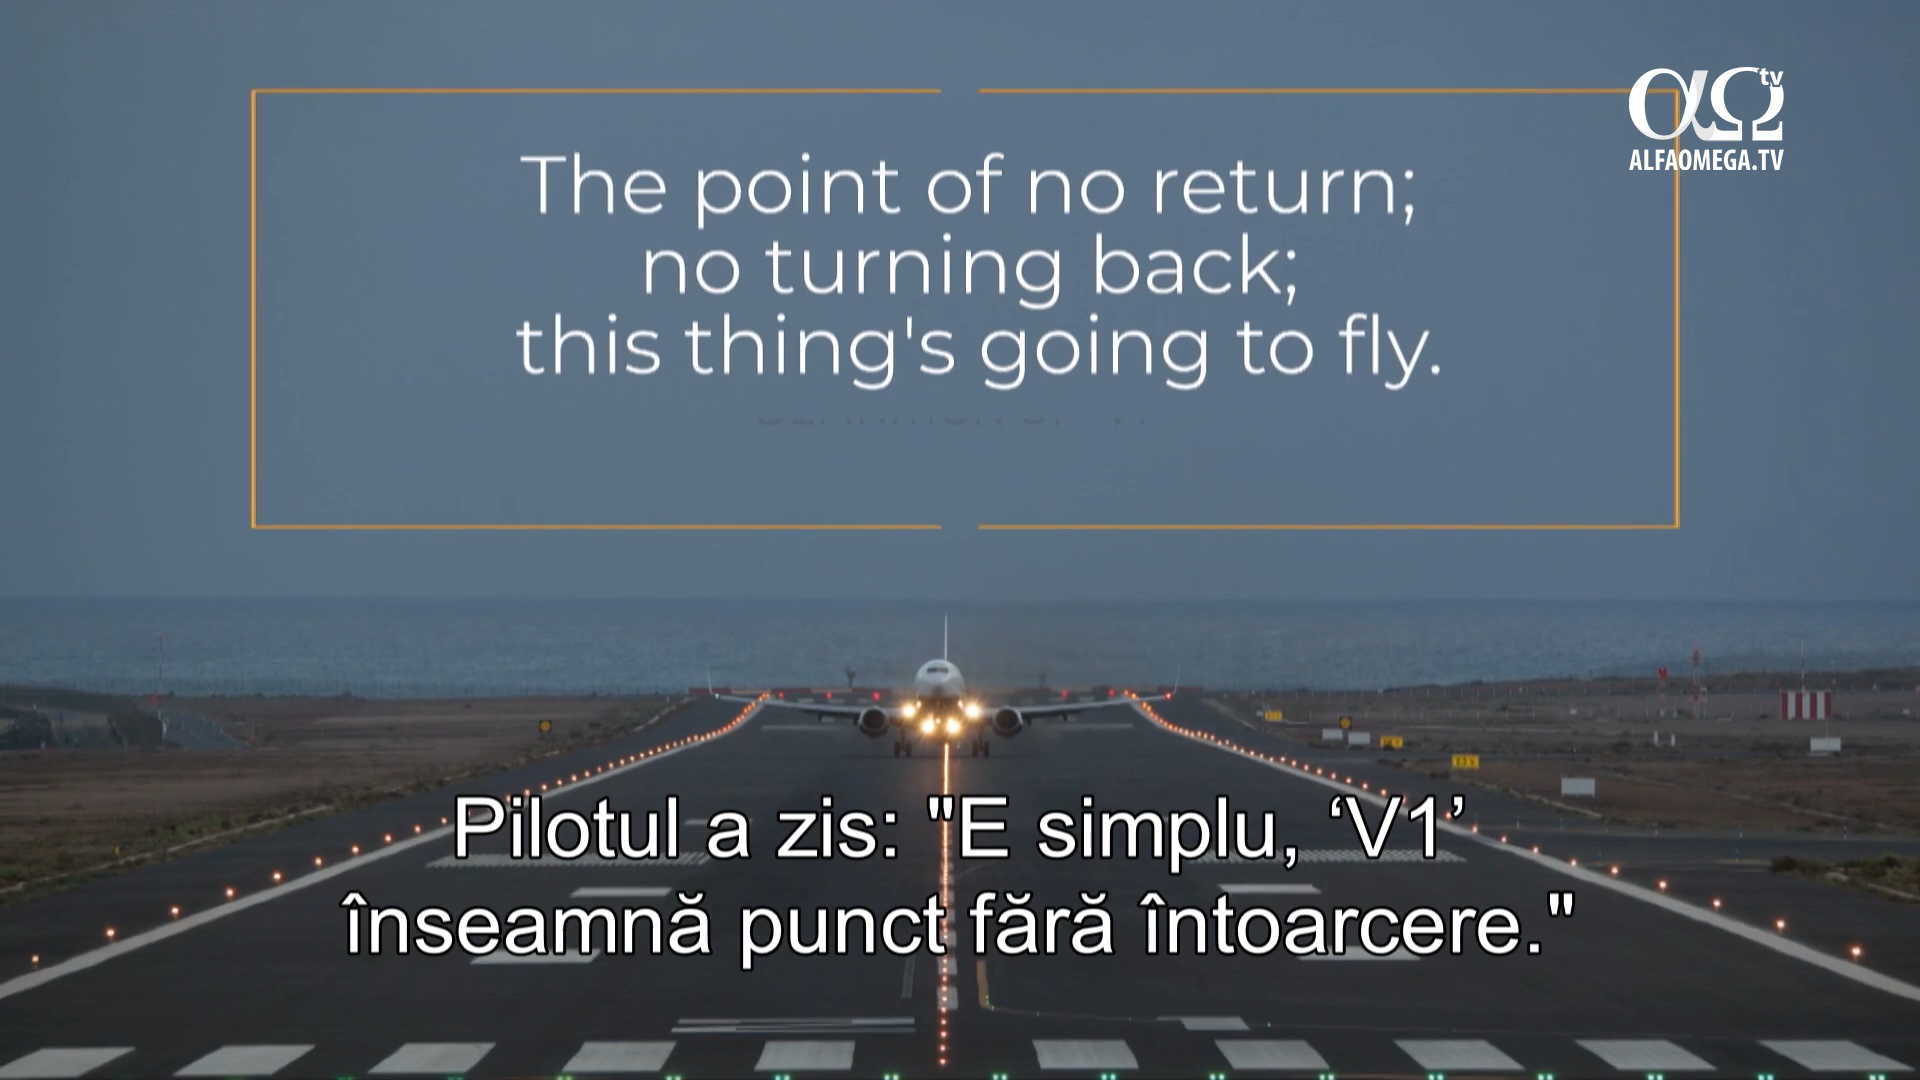 αΩtv
ALFAOMEGA.TV
The point of no return;
no turning back;
this thing's going to fly.
Pilotul a zis: "E simplu, ‘V1’
înseamnă punct fără întoarcere."